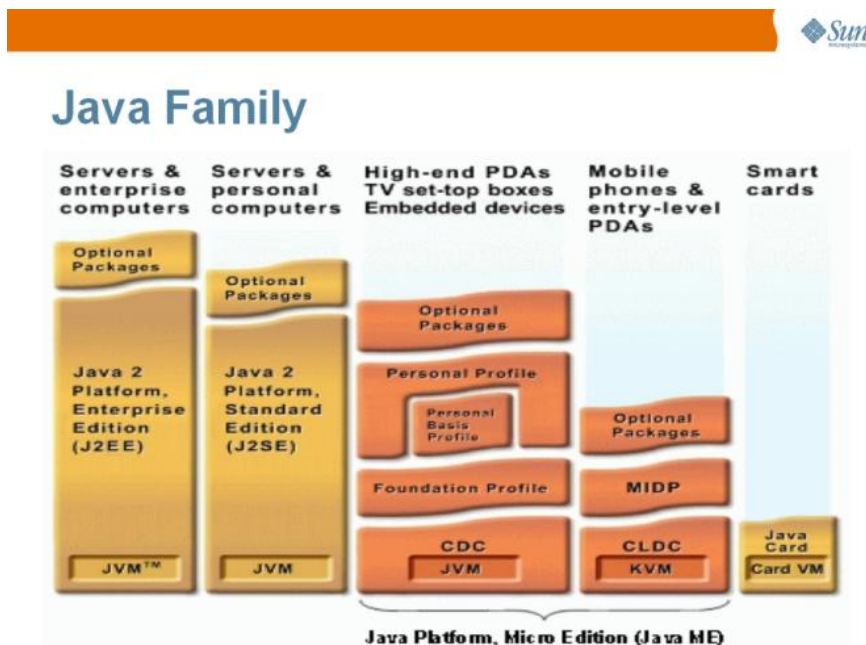 Sun
microsystems
Java Family
Servers &
enterprise
computers
Servers &
personal
computers
High-end PDAs
TV set-top boxes
Embedded devices
Mobile
phones &
entry-level
PDAs
Smart
cards
Optional
Packages
Java 2
Platform,
Enterprise
Edition
(J2EE)
JVM™
Optional
Packages
Java 2
Platform,
Standard
Edition
(J2SE)
JVM
Optional
Packages
Personal Profile
Personal
Basis
Profile
Foundation Profile
CDC
JVM
Optional
Packages
MIDP
CLDC
KVM
Java
Card
Card VM
Java Platform, Micro Edition (Java ME)